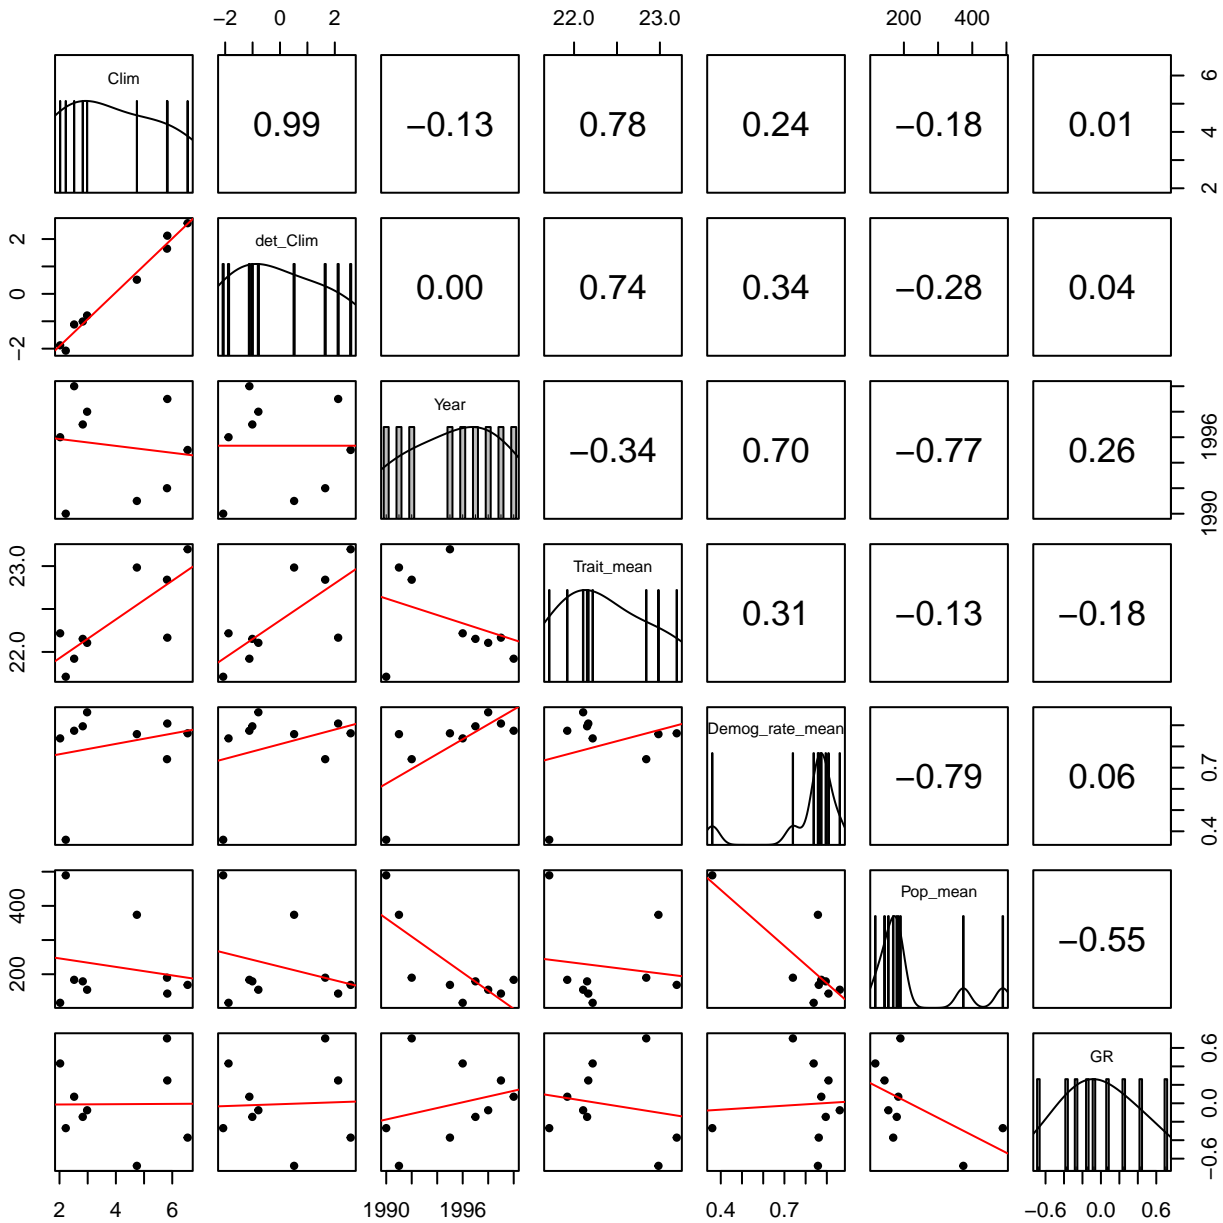 −2 0 2 22.0 23.0 200 400
Clim 0.99 −0.13 0.78 0.24 −0.18 0.01 2 4 6
−2 0 2 det_Clim 0.00 0.74 0.34 −0.28 0.04
Year −0.34 0.70 −0.77 0.26 1990 1996
22.0 23.0 Trait_mean 0.31 −0.13 −0.18
Demog_rate_mean −0.79 0.06 0.4 0.7
200 400 Pop_mean −0.55
GR −0.6 0.0 0.6
2 4 6 1990 1996 0.4 0.7 −0.6 0.0 0.6